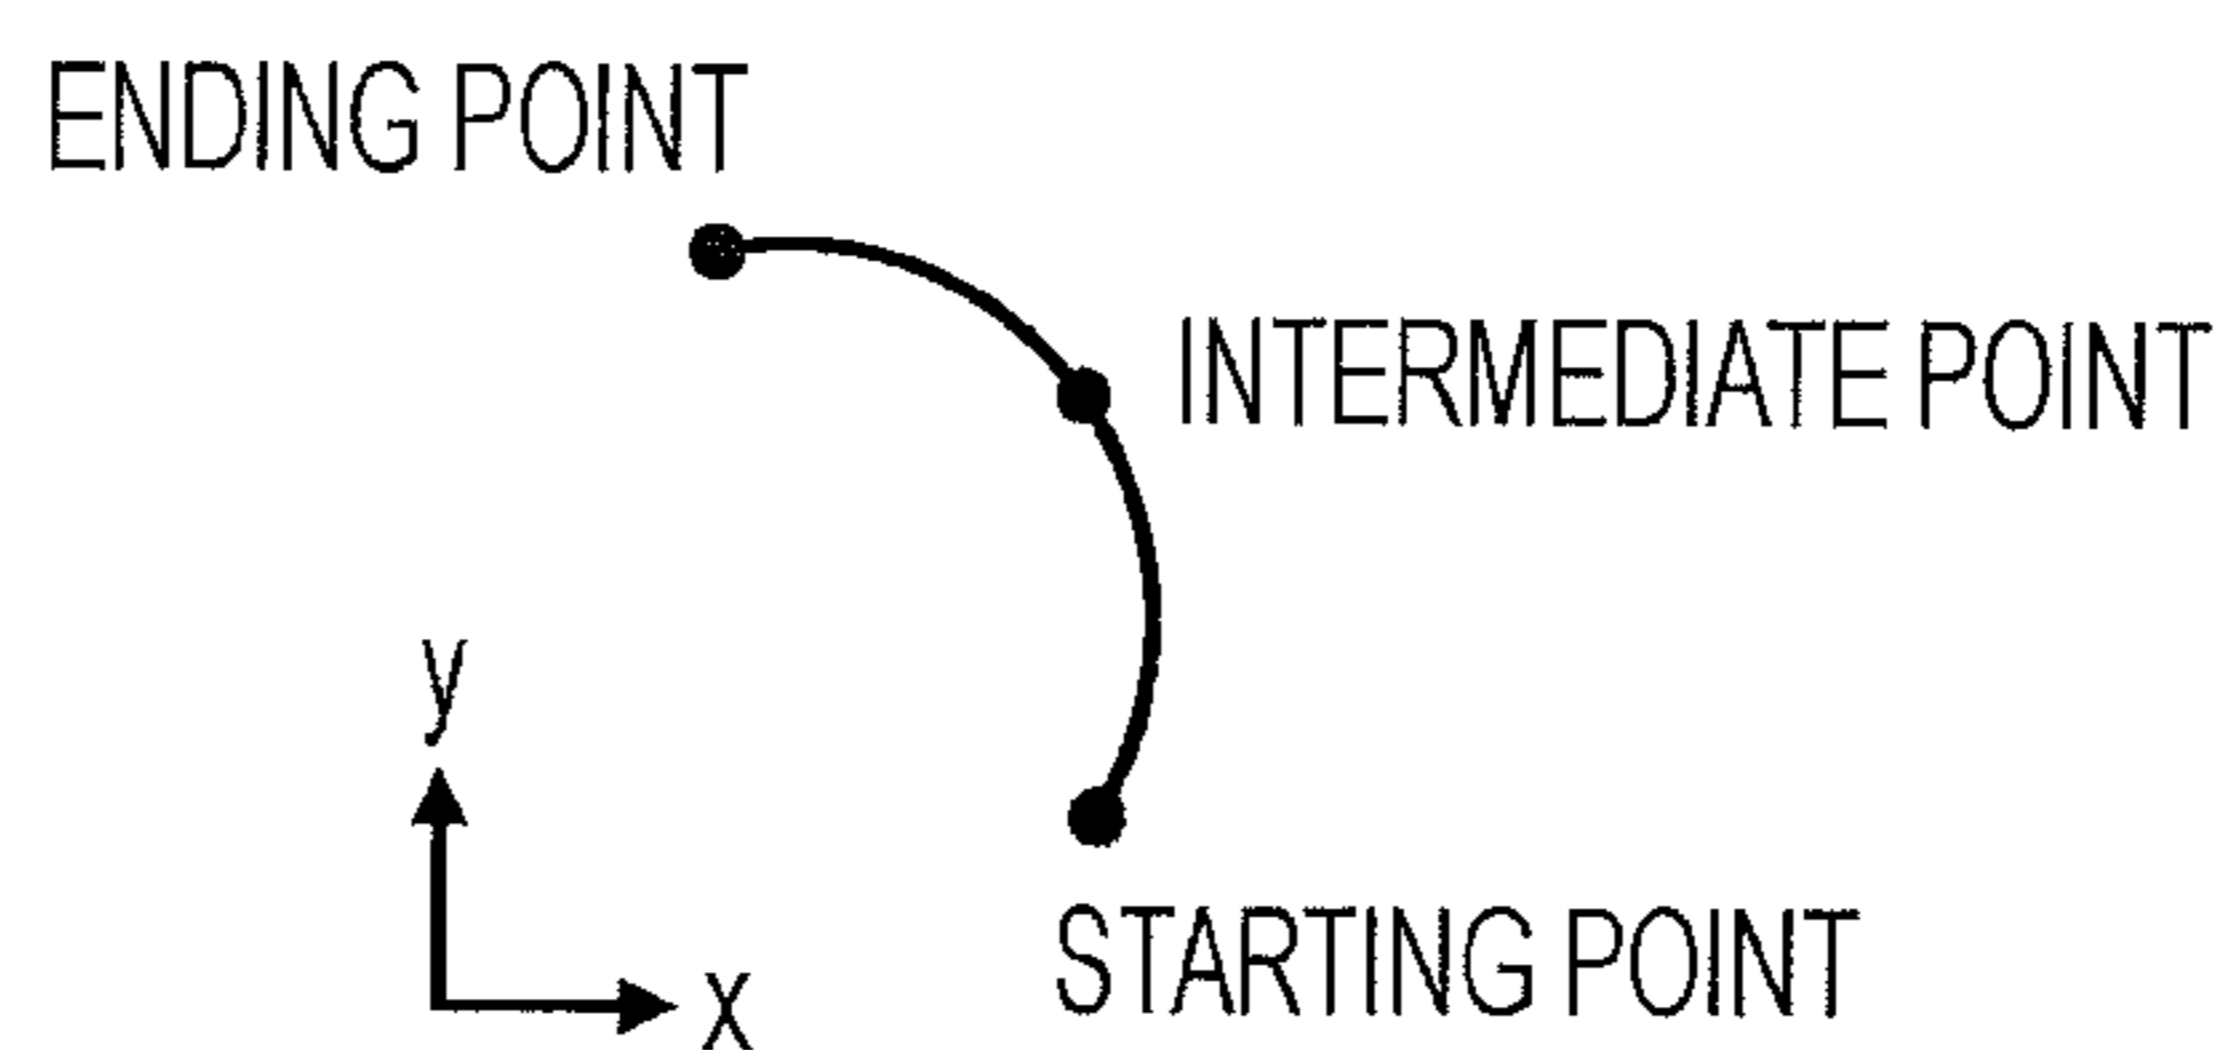 ENDING POINT
INTERMEDIATE POINT
y
x
STARTING POINT